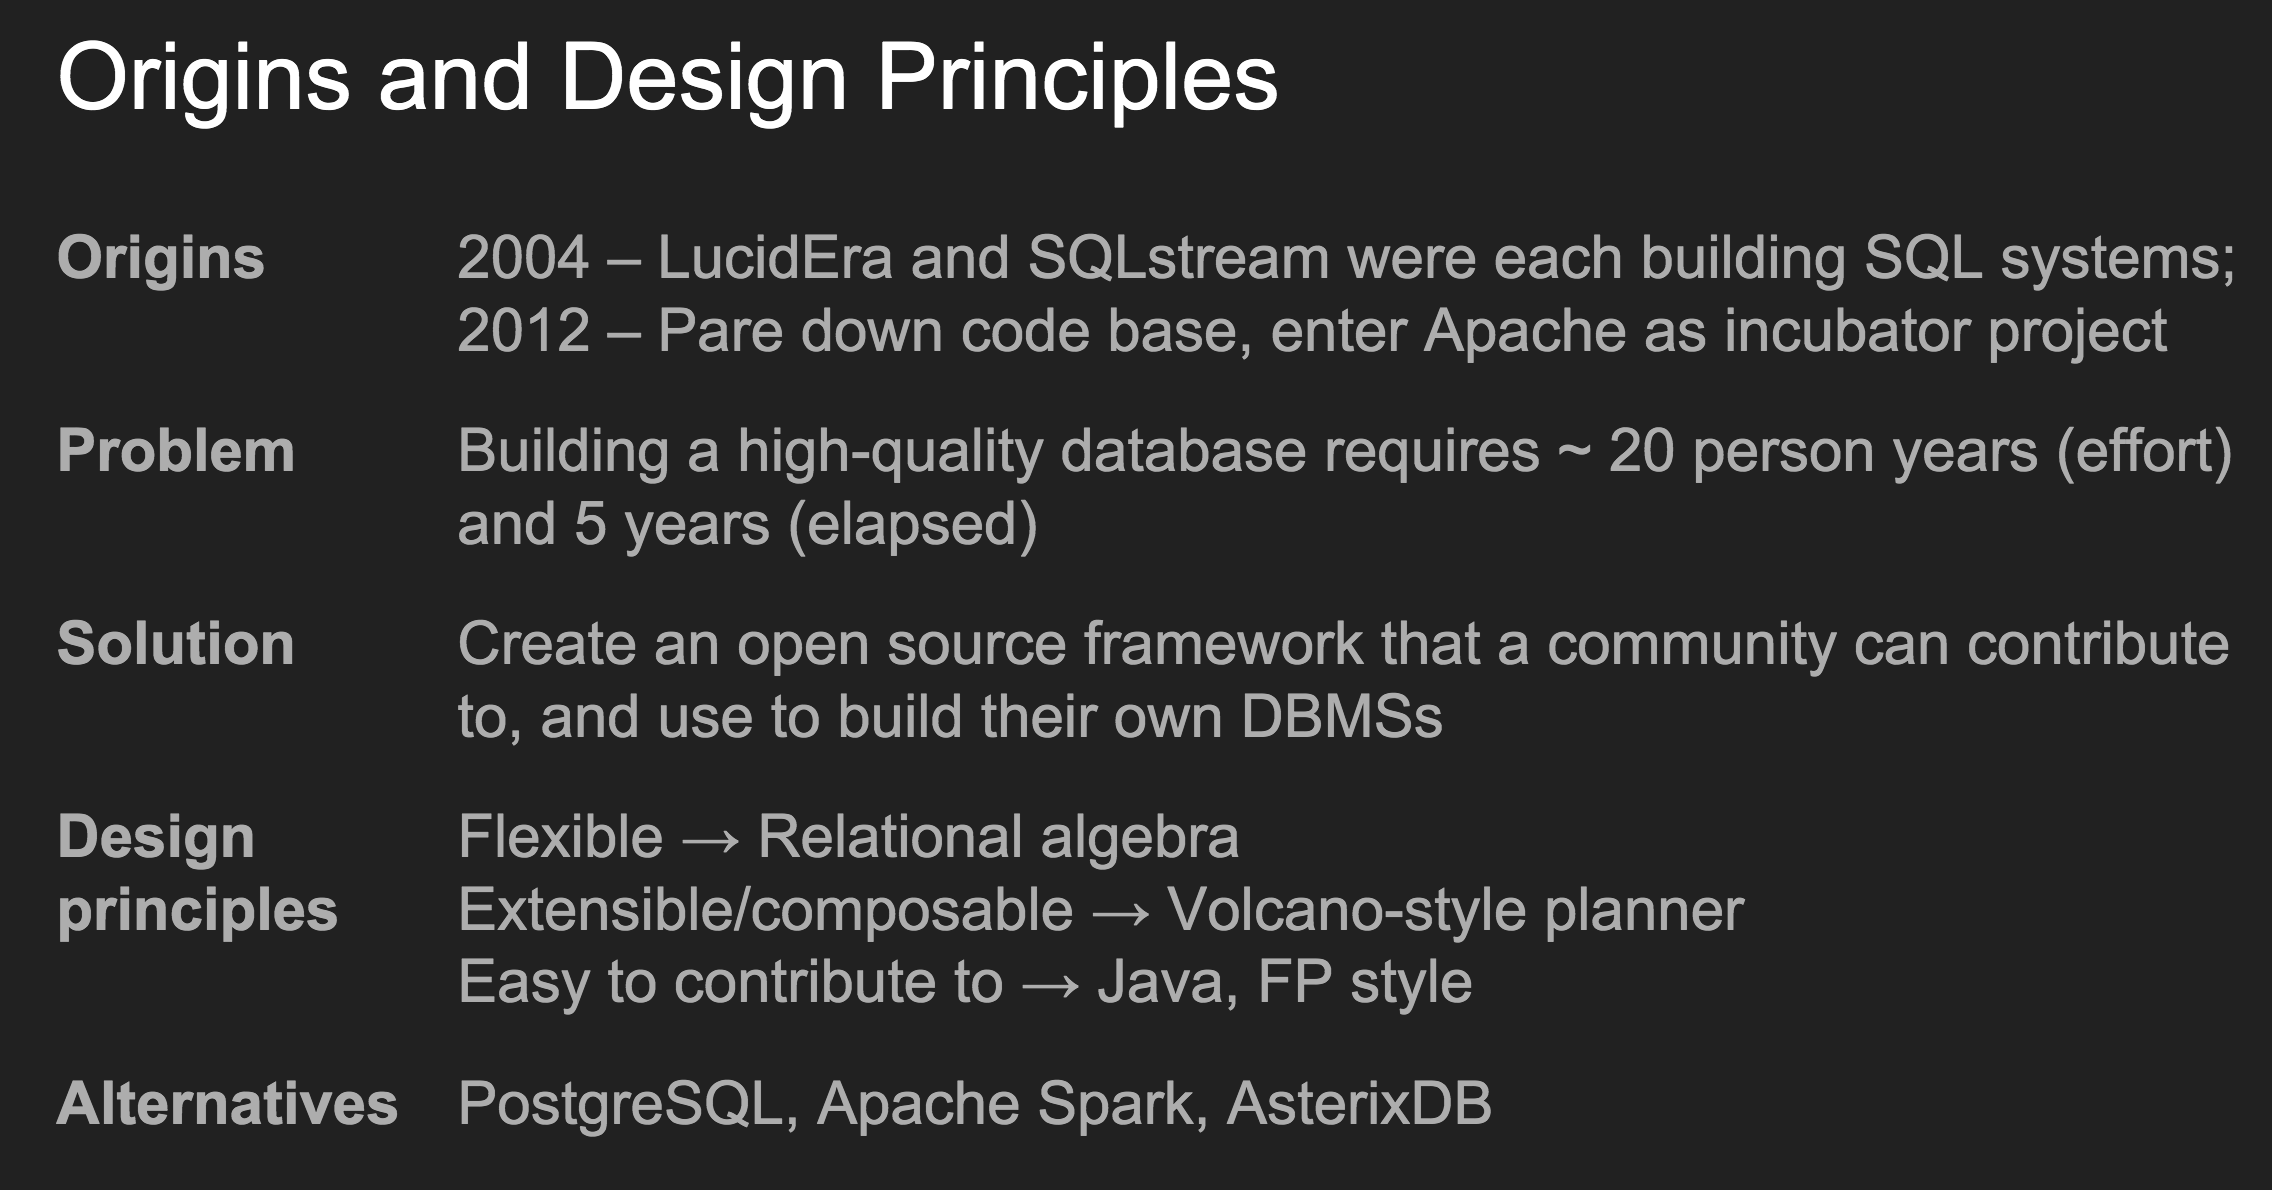 Origins and Design Principles
Origins
2004 – LucidEra and SQLstream were each building SQL systems;
2012 – Pare down code base, enter Apache as incubator project
Problem
Building a high-quality database requires ~ 20 person years (effort)
and 5 years (elapsed)
Solution
Create an open source framework that a community can contribute
to, and use to build their own DBMSs
Design
principles
Flexible → Relational algebra
Extensible/composable → Volcano-style planner
Easy to contribute to → Java, FP style
Alternatives
PostgreSQL, Apache Spark, AsterixDB